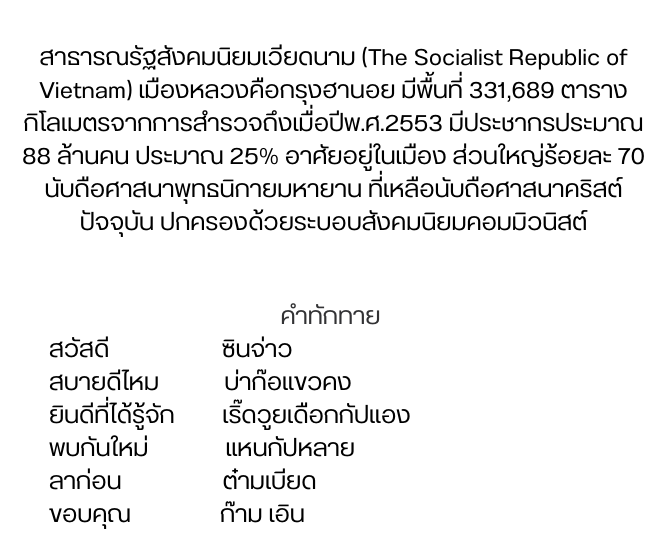 สาธารณรัฐสังคมนิยมเวียดนาม (The Socialist Republic of
Vietnam) เมืองหลวงคือกรุงฮานอย มีพื้นที่ 331,689 ตาราง
กิโลเมตรจากการสำรวจถึงเมื่อปีพ.ศ.2553 มีประชากรประมาณ
88 ล้านคน ประมาณ 25% อาศัยอยู่ในเมือง ส่วนใหญ่ร้อยละ 70
นับถือศาสนาพุทธนิกายมหายาน ที่เหลือนับถือศาสนาคริสต์
ปัจจุบัน ปกครองด้วยระบอบสังคมนิยมคอมมิวนิสต์
คำทักทาย
สวัสดี ซินจ่าว
สบายดีไหม บ่าก๊อแขวคง
ยินดีที่ได้รู้จัก เริ๊ดวูยเดือกกัปแอง
พบกันใหม่ แหนกัปหลาย
ลาก่อน ต๋ามเบียด
ขอบคุณ ก๊าม เอิน